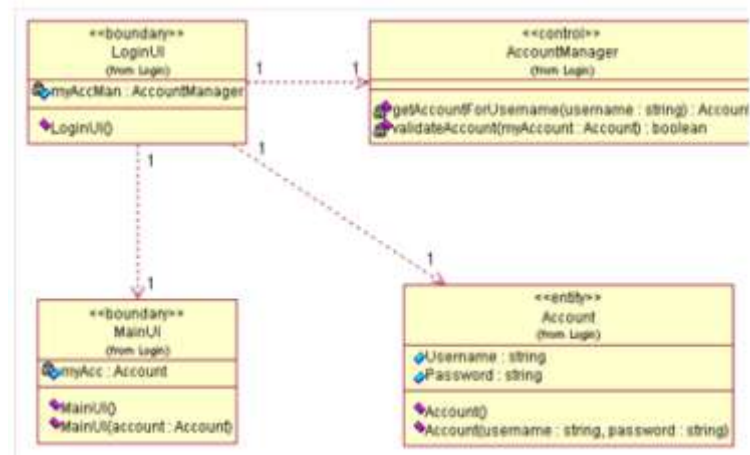 <<boundary>>
LoginUI
(from Login)
myAccMan : AccountManager
LoginUI()
1
1
<<control>>
AccountManager
(from Login)
getAccountForUsername(username : string) : Accoun
validateAccount(myAccount : Account) : boolean
1
1
1
1
<<boundary>>
MainUI
(from Login)
myAcc : Account
MainUI()
MainUI(account : Account)
<<entity>>
Account
(from Login)
Username : string
Password : string
Account()
Account(username : string, password : string)